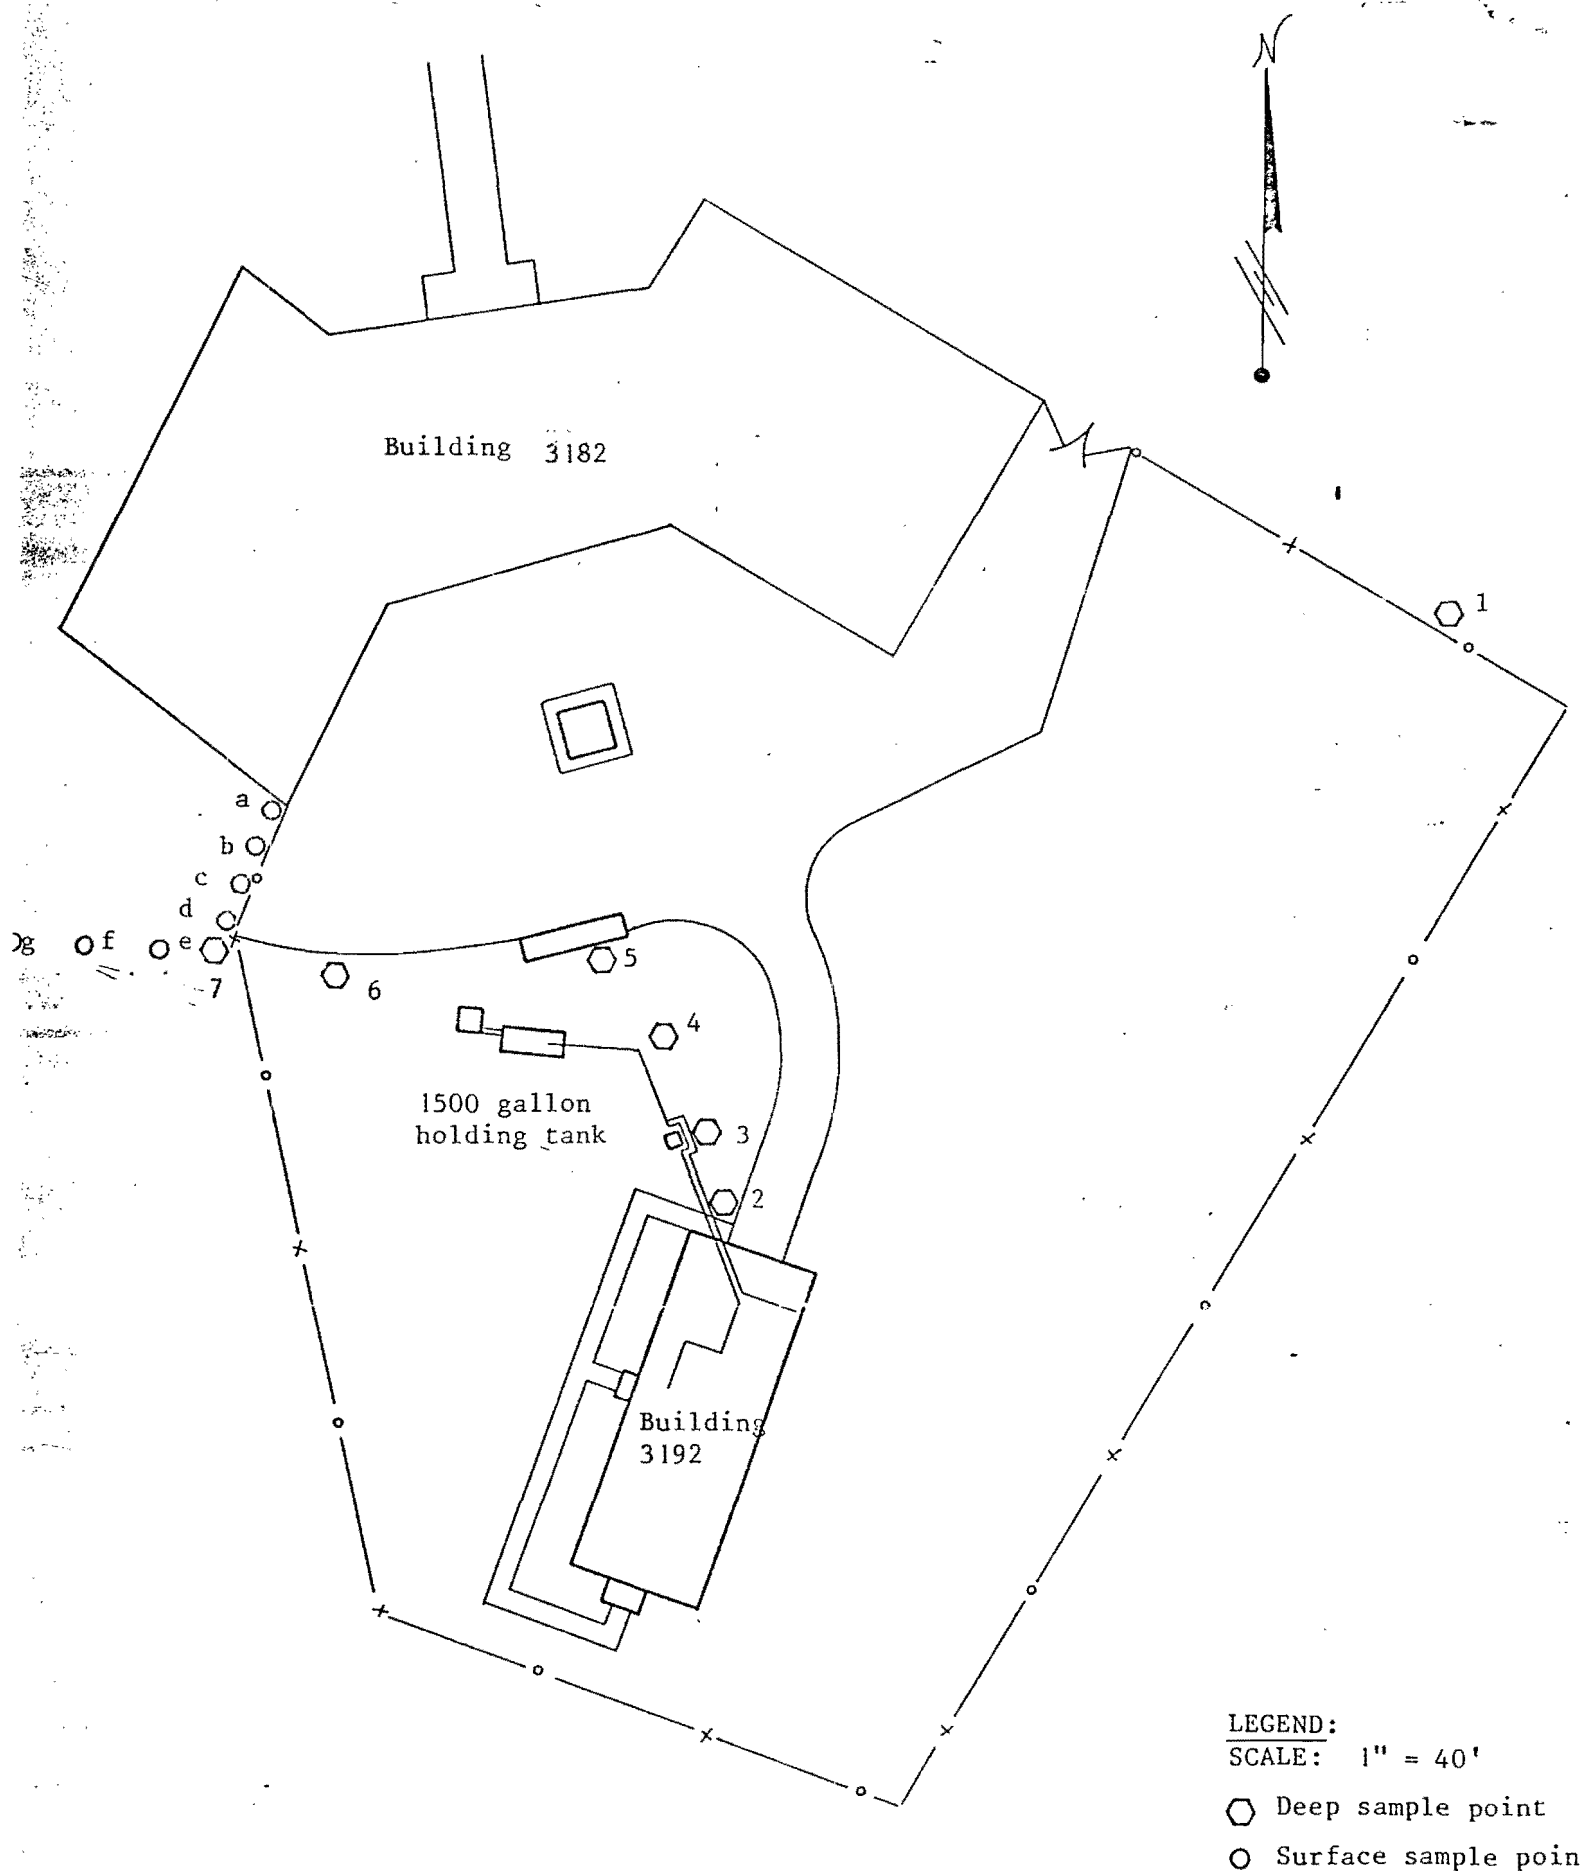 N
Building 3182
1
a
b
c
d
g
f
e
7
6
5
4
1500 gallon
holding tank
3
2
Building
3192
LEGEND:
SCALE: 1" = 40'
Deep sample point
Surface sample poin